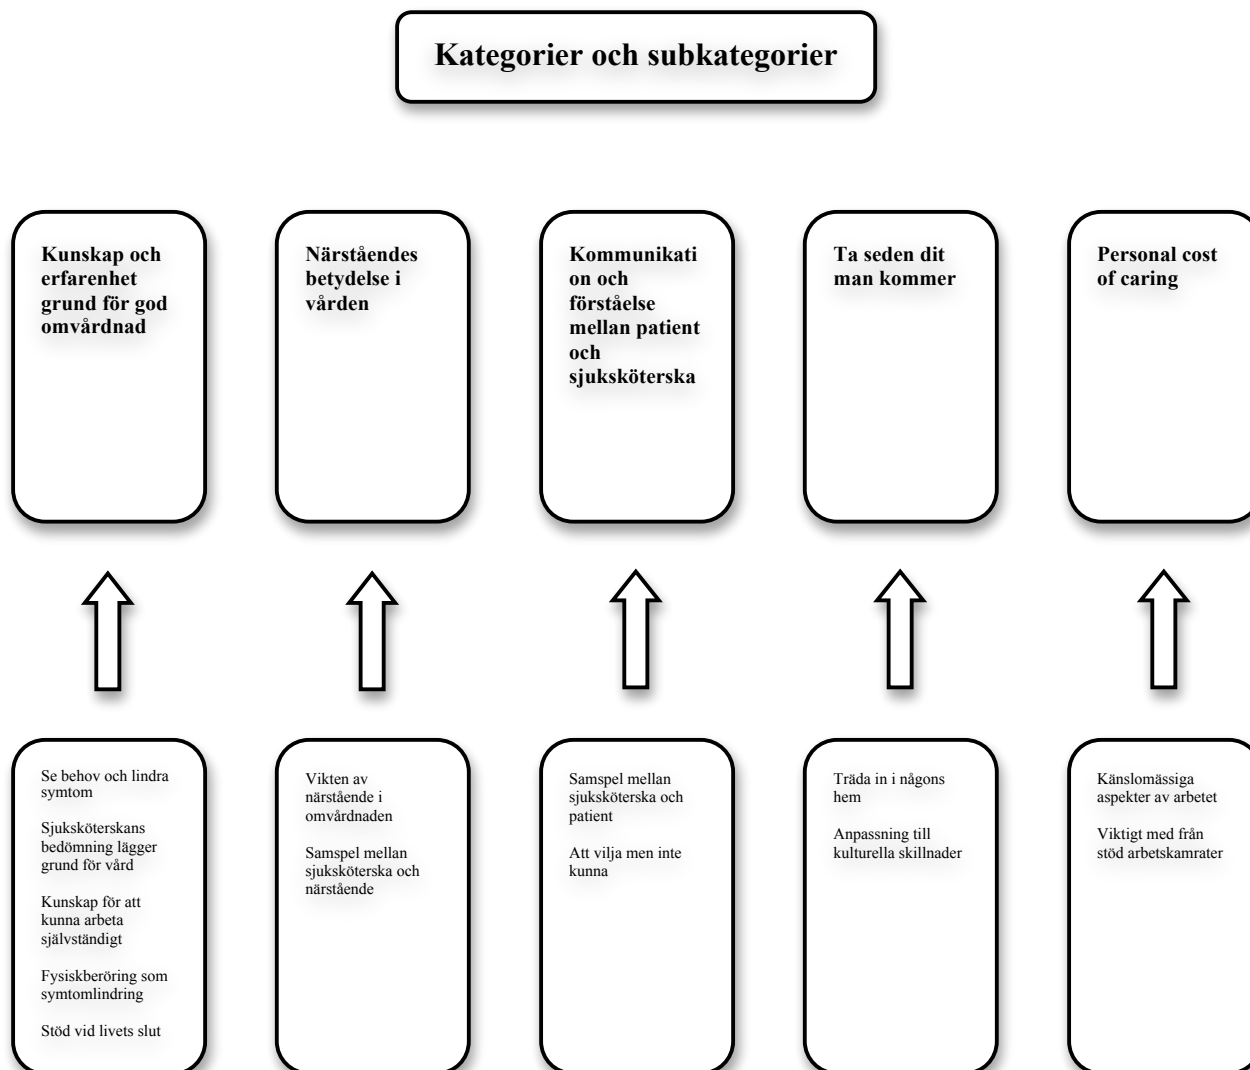 Kategorier och subkategorier
Kunskap och
erfarenhet
grund för god
omvårdnad
Närståendes
betydelse i
vården
Kommunikati
on och
förståelse
mellan patient
och
sjuksköterska
Ta seden dit
man kommer
Personal cost
of caring
Se behov och lindra
symtom
Sjuksköterskans
bedömning lägger
grund för vård
Kunskap för att
kunna arbeta
självständigt
Fysiskberöring som
symtomlindring
Stöd vid livets slut
Vikten av
närstående i
omvårdnaden
Samspel mellan
sjuksköterska och
närstående
Samspel mellan
sjuksköterska och
patient
Att vilja men inte
kunna
Träda in i någons
hem
Anpassning till
kulturella skillnader
Känslomässiga
aspekter av arbetet
Viktigt med från
stöd arbetskamrater